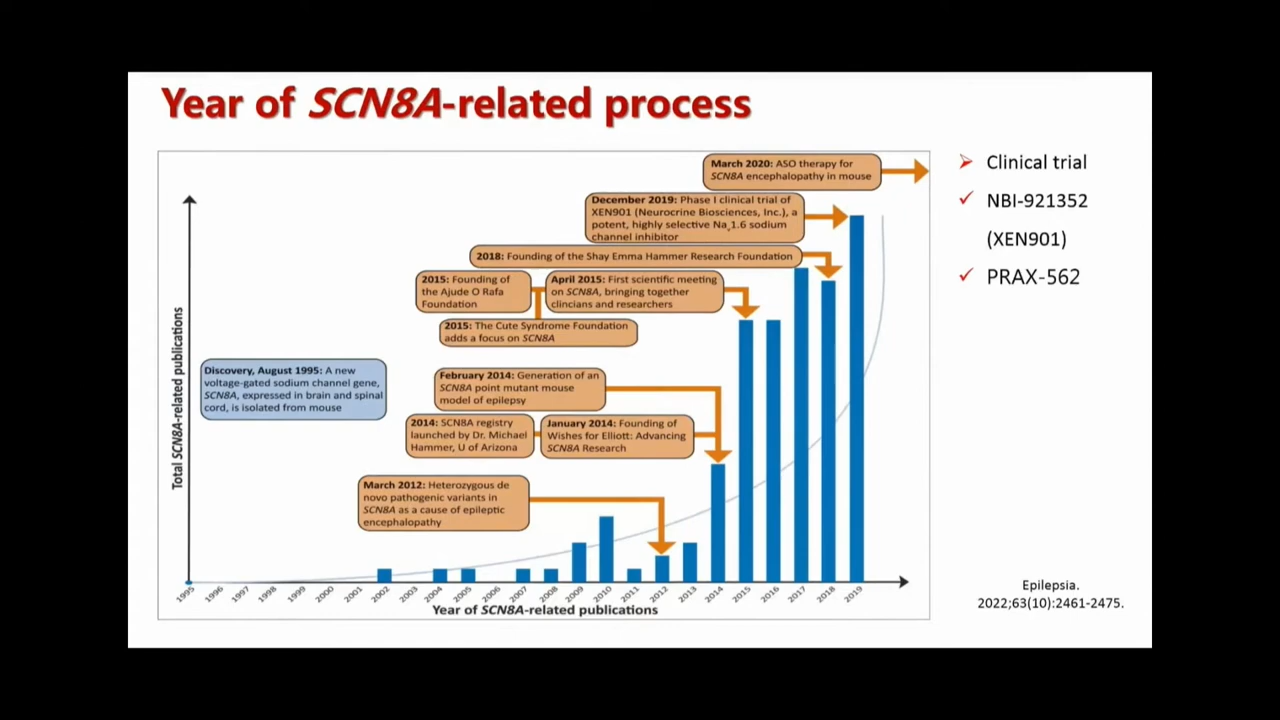 Year of SCN8A-related process
March 2020: ASO therapy for
SCN8A encephalopathy in mouse
December 2019: Phase I clinical trial of
XEN901 (Neurocrine Biosciences, Inc.), a
potent, highly selective Nav1.6 sodium
channel inhibitor
2018: Founding of the Shay Emma Hammer Research Foundation
2015: Founding of
the Ajude O Rafa
Foundation
April 2015: First scientific meeting
on SCN8A, bringing together
clincians and researchers
2015: The Cute Syndrome Foundation
adds a focus on SCN8A
Discovery, August 1995: A new
voltage-gated sodium channel gene,
SCN8A, expressed in brain and spinal
cord, is isolated from mouse
February 2014: Generation of an
SCN8A point mutant mouse
model of epilepsy
2014: SCN8A registry
launched by Dr. Michael
Hammer, U of Arizona
January 2014: Founding of
Wishes for Elliott: Advancing
SCN8A Research
March 2012: Heterozygous de
novo pathogenic variants in
SCN8A as a cause of epileptic
encephalopathy
Total SCN8A-related publications
1995 1996 1997 1998 1999 2000 2001 2002 2003 2004 2005 2006 2007 2008 2009 2010 2011 2012 2013 2014 2015 2016 2017 2018 2019
Year of SCN8A-related publications
Clinical trial
NBI-921352
(XEN901)
PRAX-562
Epilepsia.
2022;63(10):2461-2475.